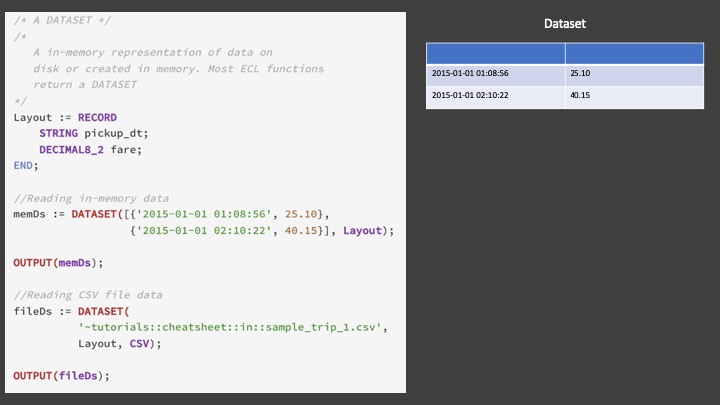 /* A DATASET */
/*
A in-memory representation of data on
disk or created in memory. Most ECL functions
return a DATASET
*/
Layout := RECORD
STRING pickup_dt;
DECIMAL8_2 fare;
END;
//Reading in-memory data
memDs := DATASET([{'2015-01-01 01:08:56', 25.10},
{'2015-01-01 02:10:22', 40.15}], Layout);
OUTPUT(memDs);
//Reading CSV file data
fileDs := DATASET(
'~tutorials::cheatsheet::in::sample_trip_1.csv',
Layout, CSV);
OUTPUT(fileDs);
Dataset
2015-01-01 01:08:56 25.10
2015-01-01 02:10:22 40.15